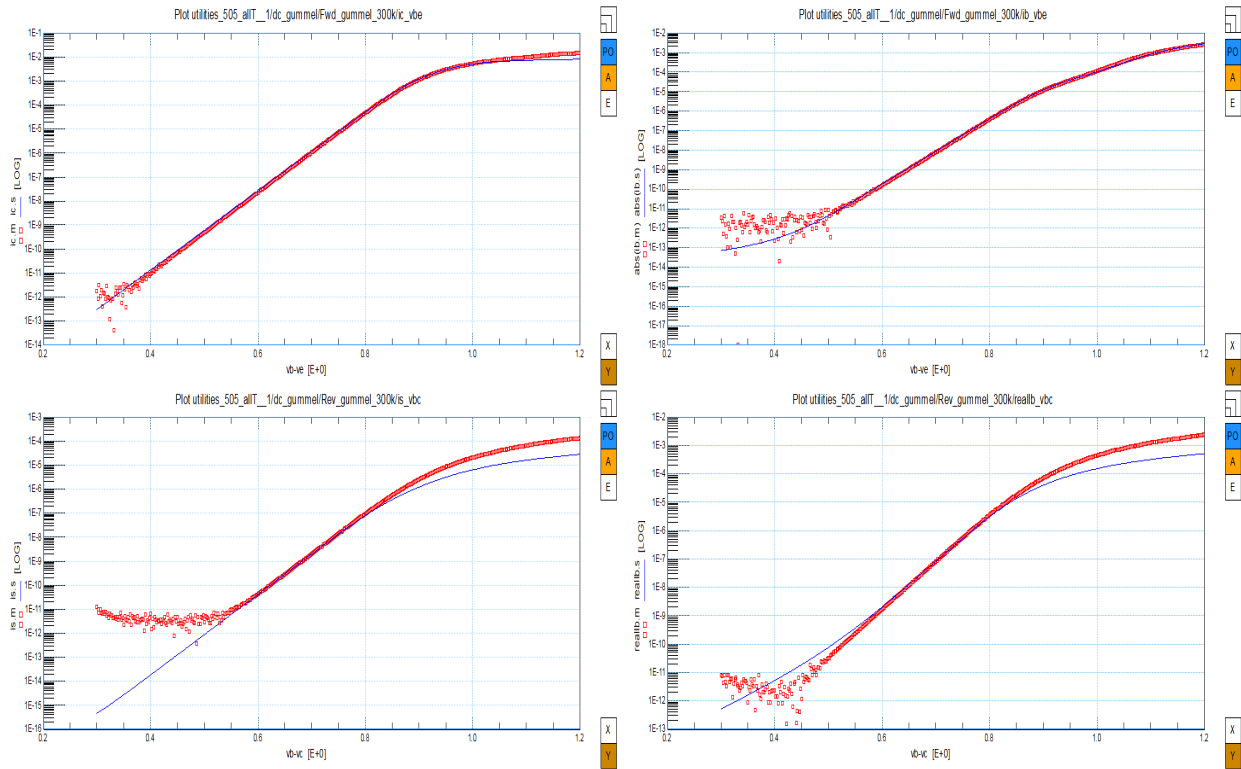 Plot utilities_505_allT__1/dc_gummel/Fwd_gummel_300k/ic_vbe
1E-1
1E-2
1E-3
1E-4
1E-5
1E-6
1E-7
1E-8
1E-9
1E-10
1E-11
1E-12
1E-13
1E-14
ic.m ic.s [LOG]
0.2 0.4 0.6 0.8 1.0 1.2
vb-ve [E+0]
PO
A
E
X
Y
Plot utilities_505_allT__1/dc_gummel/Fwd_gummel_300k/ib_vbe
1E-2
1E-3
1E-4
1E-5
1E-6
1E-7
1E-8
1E-9
1E-10
1E-11
1E-12
1E-13
1E-14
1E-15
1E-16
1E-17
1E-18
abs(ib.m) abs(ib.s) [LOG]
0.2 0.4 0.6 0.8 1.0 1.2
vb-ve [E+0]
PO
A
E
X
Y
Plot utilities_505_allT__1/dc_gummel/Rev_gummel_300k/is_vbc
1E-3
1E-4
1E-5
1E-6
1E-7
1E-8
1E-9
1E-10
1E-11
1E-12
1E-13
1E-14
1E-15
1E-16
is.m is.s [LOG]
0.2 0.4 0.6 0.8 1.0 1.2
vb-vc [E+0]
PO
A
E
X
Y
Plot utilities_505_allT__1/dc_gummel/Rev_gummel_300k/realIb_vbc
1E-2
1E-3
1E-4
1E-5
1E-6
1E-7
1E-8
1E-9
1E-10
1E-11
1E-12
1E-13
realIb.m realIb.s [LOG]
0.2 0.4 0.6 0.8 1.0 1.2
vb-vc [E+0]
PO
A
E
X
Y